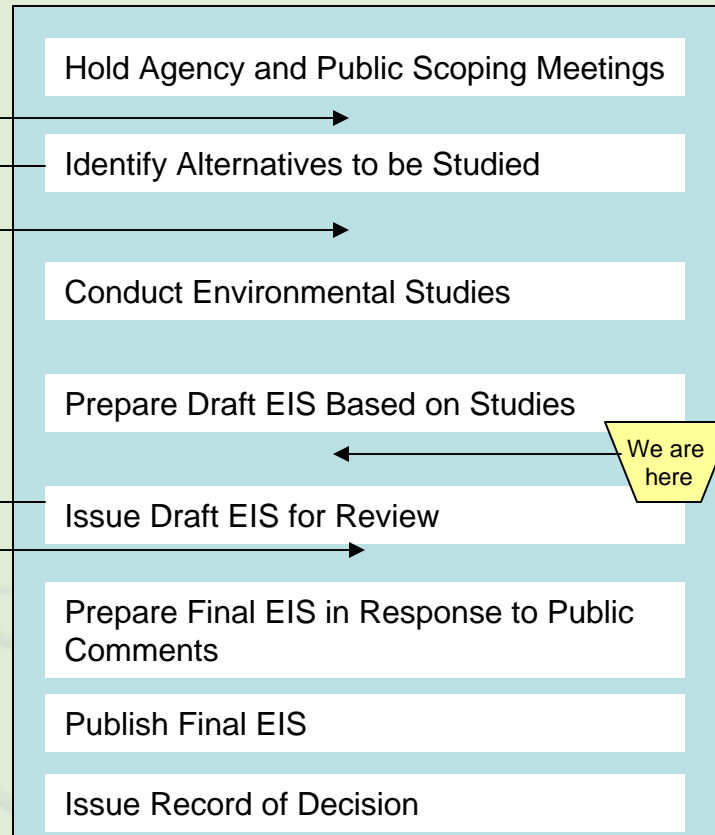 Hold Agency and Public Scoping Meetings
Identify Alternatives to be Studied
Conduct Environmental Studies
Prepare Draft EIS Based on Studies
We are
here
Issue Draft EIS for Review
Prepare Final EIS in Response to Public
Comments
Publish Final EIS
Issue Record of Decision